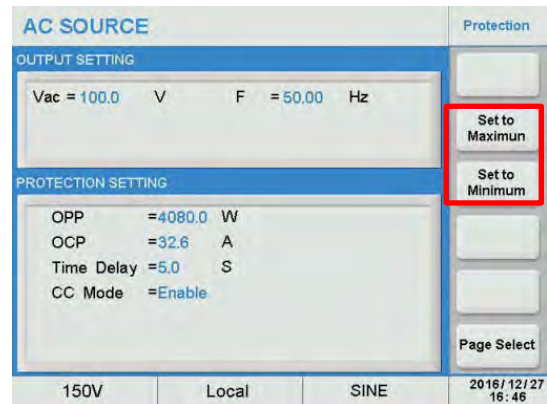 AC SOURCE
Protection
OUTPUT SETTING
Vac = 100.0 V F = 50.00 Hz
Set to
Maximun
Set to
Minimum
PROTECTION SETTING
OPP =4080.0 W
OCP =32.6 A
Time Delay =5.0 S
CC Mode =Enable
Page Select
150V Local SINE 2016/12/27
16:46